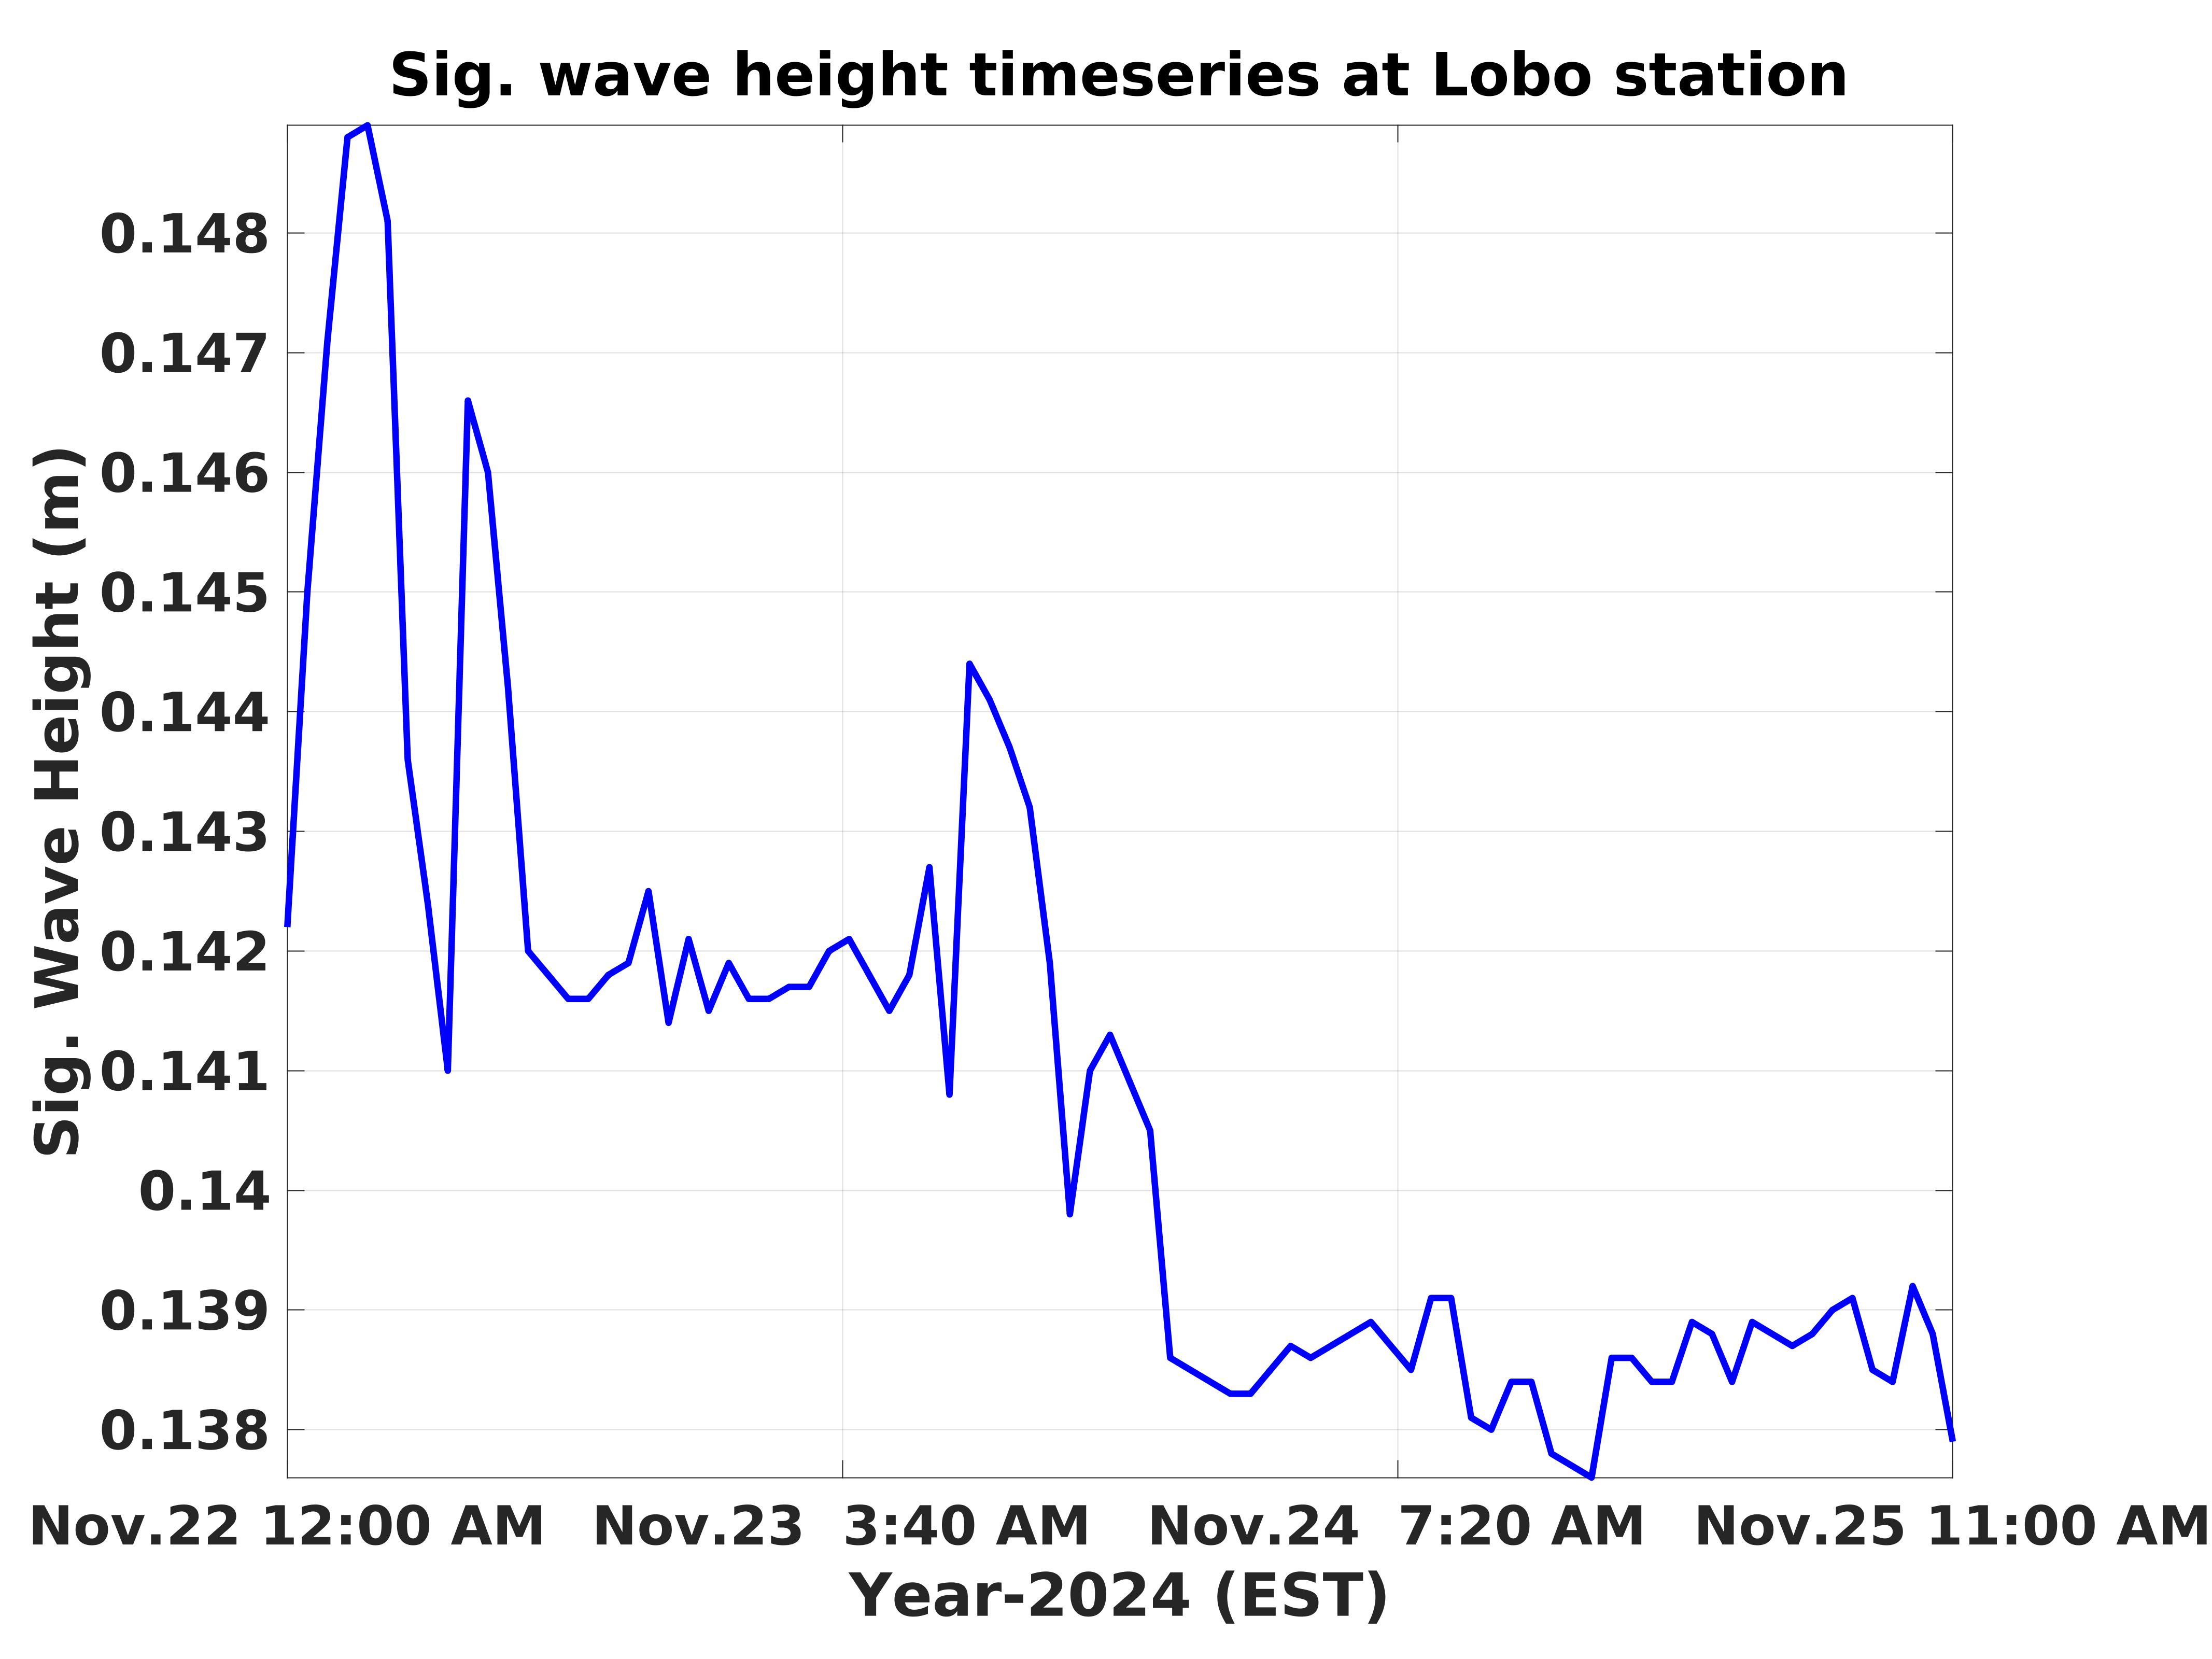 Sig. wave height timeseries at Lobo station
Sig. Wave Height (m)
0.148
0.147
0.146
0.145
0.144
0.143
0.142
0.141
0.14
0.139
0.138
Nov.22 12:00 AM Nov.23 3:40 AM Nov.24 7:20 AM Nov.25 11:00 AM
Year-2024 (EST)